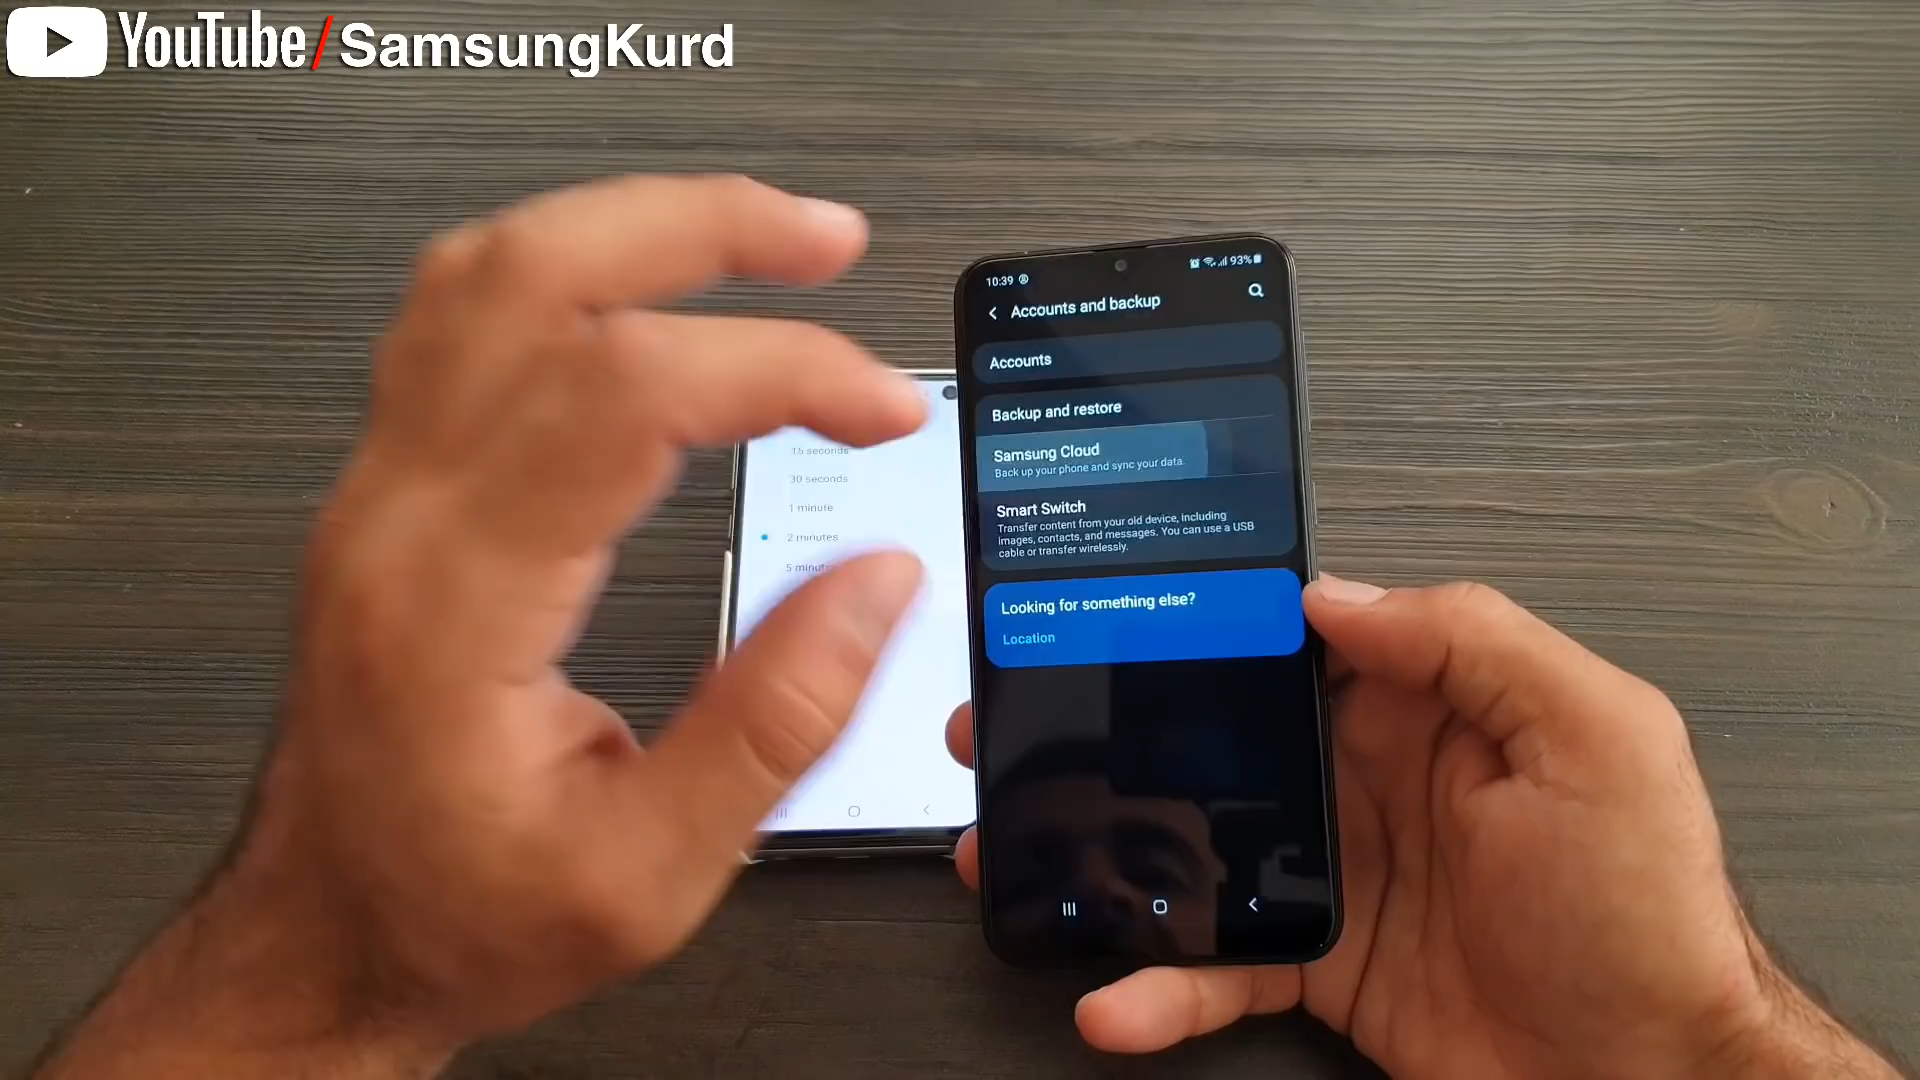 YouTube/SamsungKurd
10:39
93%
Accounts and backup
Accounts
Backup and restore
Samsung Cloud
Back up your phone and sync your data.
Smart Switch
Transfer content from your old device, including
images, contacts, and messages. You can use a USB
cable or transfer wirelessly.
Looking for something else?
Location
15 seconds
30 seconds
1 minute
2 minutes
5 minutes